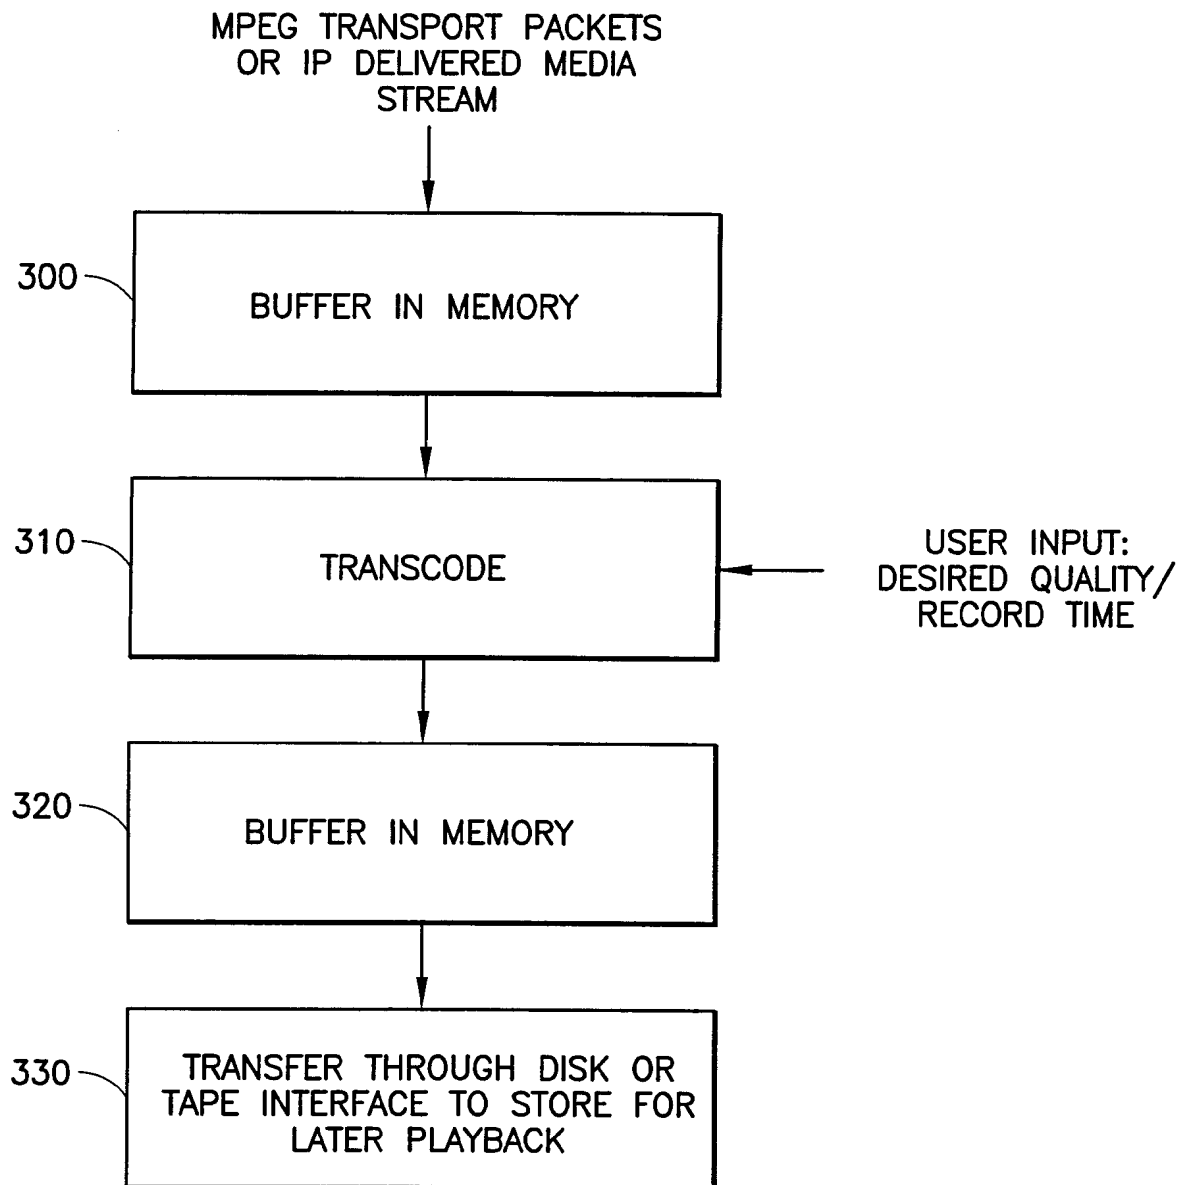 MPEG TRANSPORT PACKETS
OR IP DELIVERED MEDIA
STREAM
300
BUFFER IN MEMORY
310
TRANSCODE
USER INPUT:
DESIRED QUALITY/
RECORD TIME
320
BUFFER IN MEMORY
330
TRANSFER THROUGH DISK OR
TAPE INTERFACE TO STORE FOR
LATER PLAYBACK